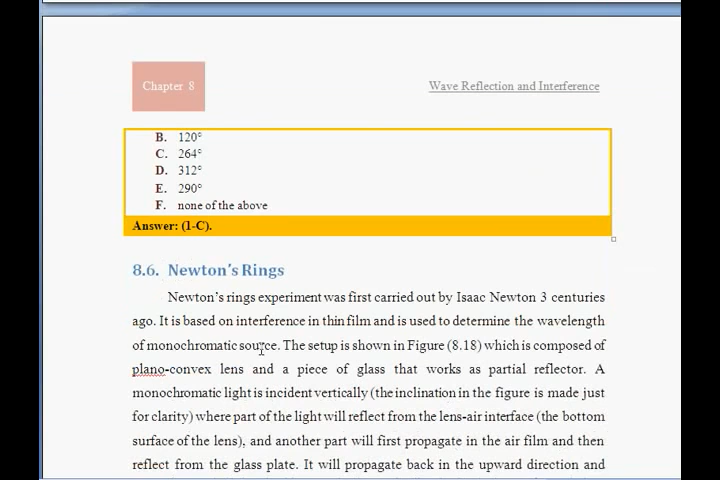 Chapter 8
Wave Reflection and Interference
B. 120°
C. 264°
D. 312°
E. 290°
F. none of the above
Answer: (1-C).
8.6. Newton's Rings
Newton's rings experiment was first carried out by Isaac Newton 3 centuries
ago. It is based on interference in thin film and is used to determine the wavelength
of monochromatic source. The setup is shown in Figure (8.18) which is composed of
plano-convex lens and a piece of glass that works as partial reflector. A
monochromatic light is incident vertically (the inclination in the figure is made just
for clarity) where part of the light will reflect from the lens-air interface (the bottom
surface of the lens), and another part will first propagate in the air film and then
reflect from the glass plate. It will propagate back in the upward direction and